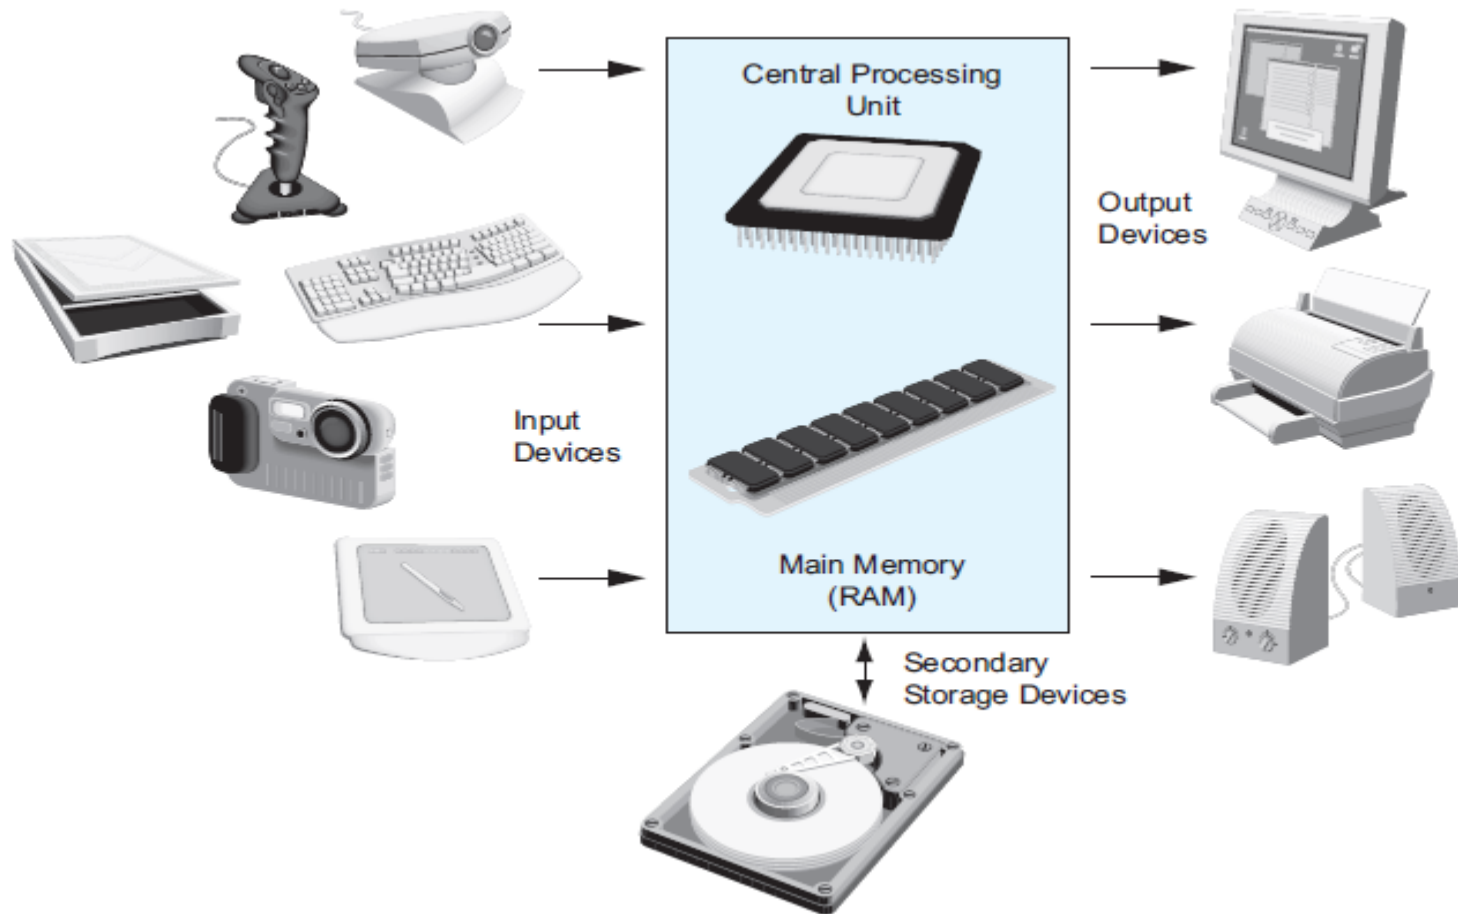 Central Processing
Unit
Output
Devices
Input
Devices
Main Memory
(RAM)
Secondary
Storage Devices